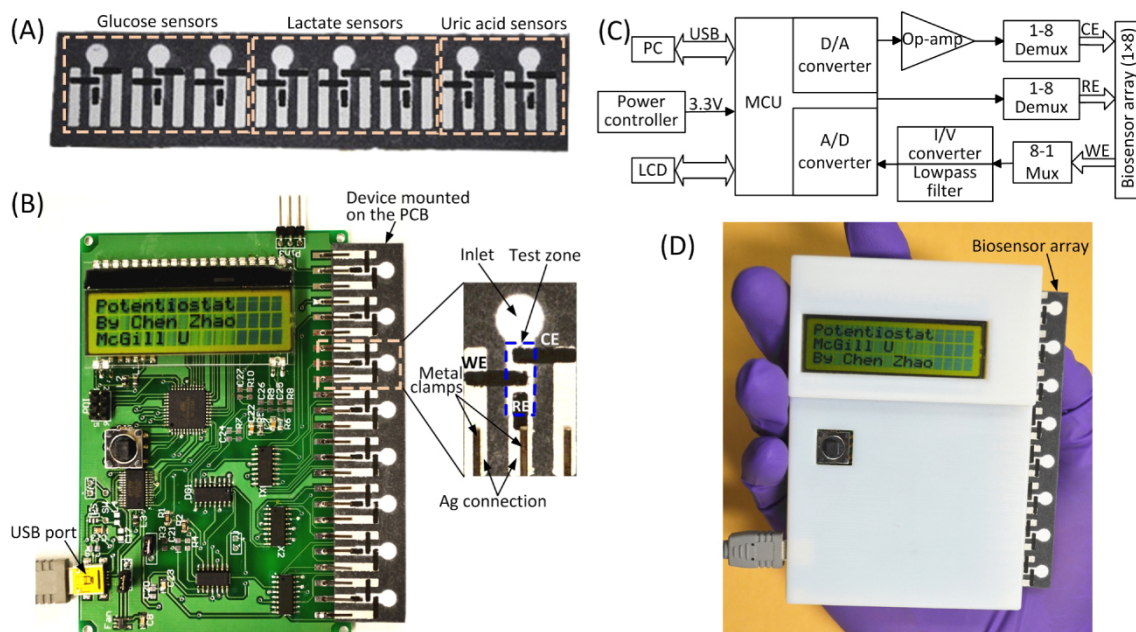 (A)
Glucose sensors
Lactate sensors
Uric acid sensors
(B)
Device mounted
on the PCB
Potentiostat
By Chen Zhao
McGill U
Inlet
Test zone
CE
WE
Metal
clamps
RE
Ag connection
USB port
Fan
(C)
PC
USB
Power
controller
3.3V
LCD
MCU
D/A
converter
A/D
converter
Op-amp
1-8
Demux
CE
1-8
Demux
RE
I/V
converter
Lowpass
filter
8-1
Mux
WE
Biosensor array (1×8)
(D)
Biosensor array
Potentiostat
McGill U
By Chen Zhao